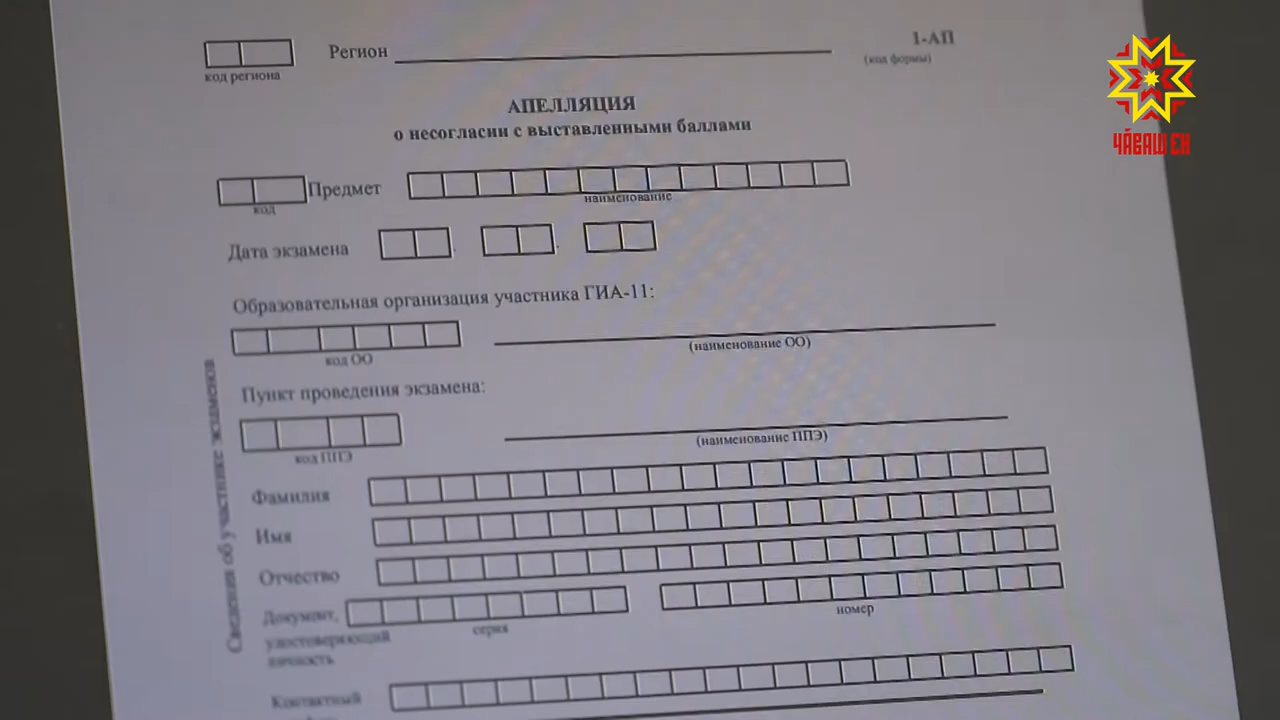 Регион
1-АП
код региона
(код формы)
АПЕЛЛЯЦИЯ
о несогласии с выставленными баллами
Предмет
код
наименование
Дата экзамена
Образовательная организация участника ГИА-11:
код ОО
(наименование ОО)
Пункт проведения экзамена:
код ППЭ
(наименование ППЭ)
Сведения об участнике экзаменов
Фамилия
Имя
Отчество
Документ,
удостоверяющий
личность
серия
номер
Контактный
ЧӐВАШ ЕН